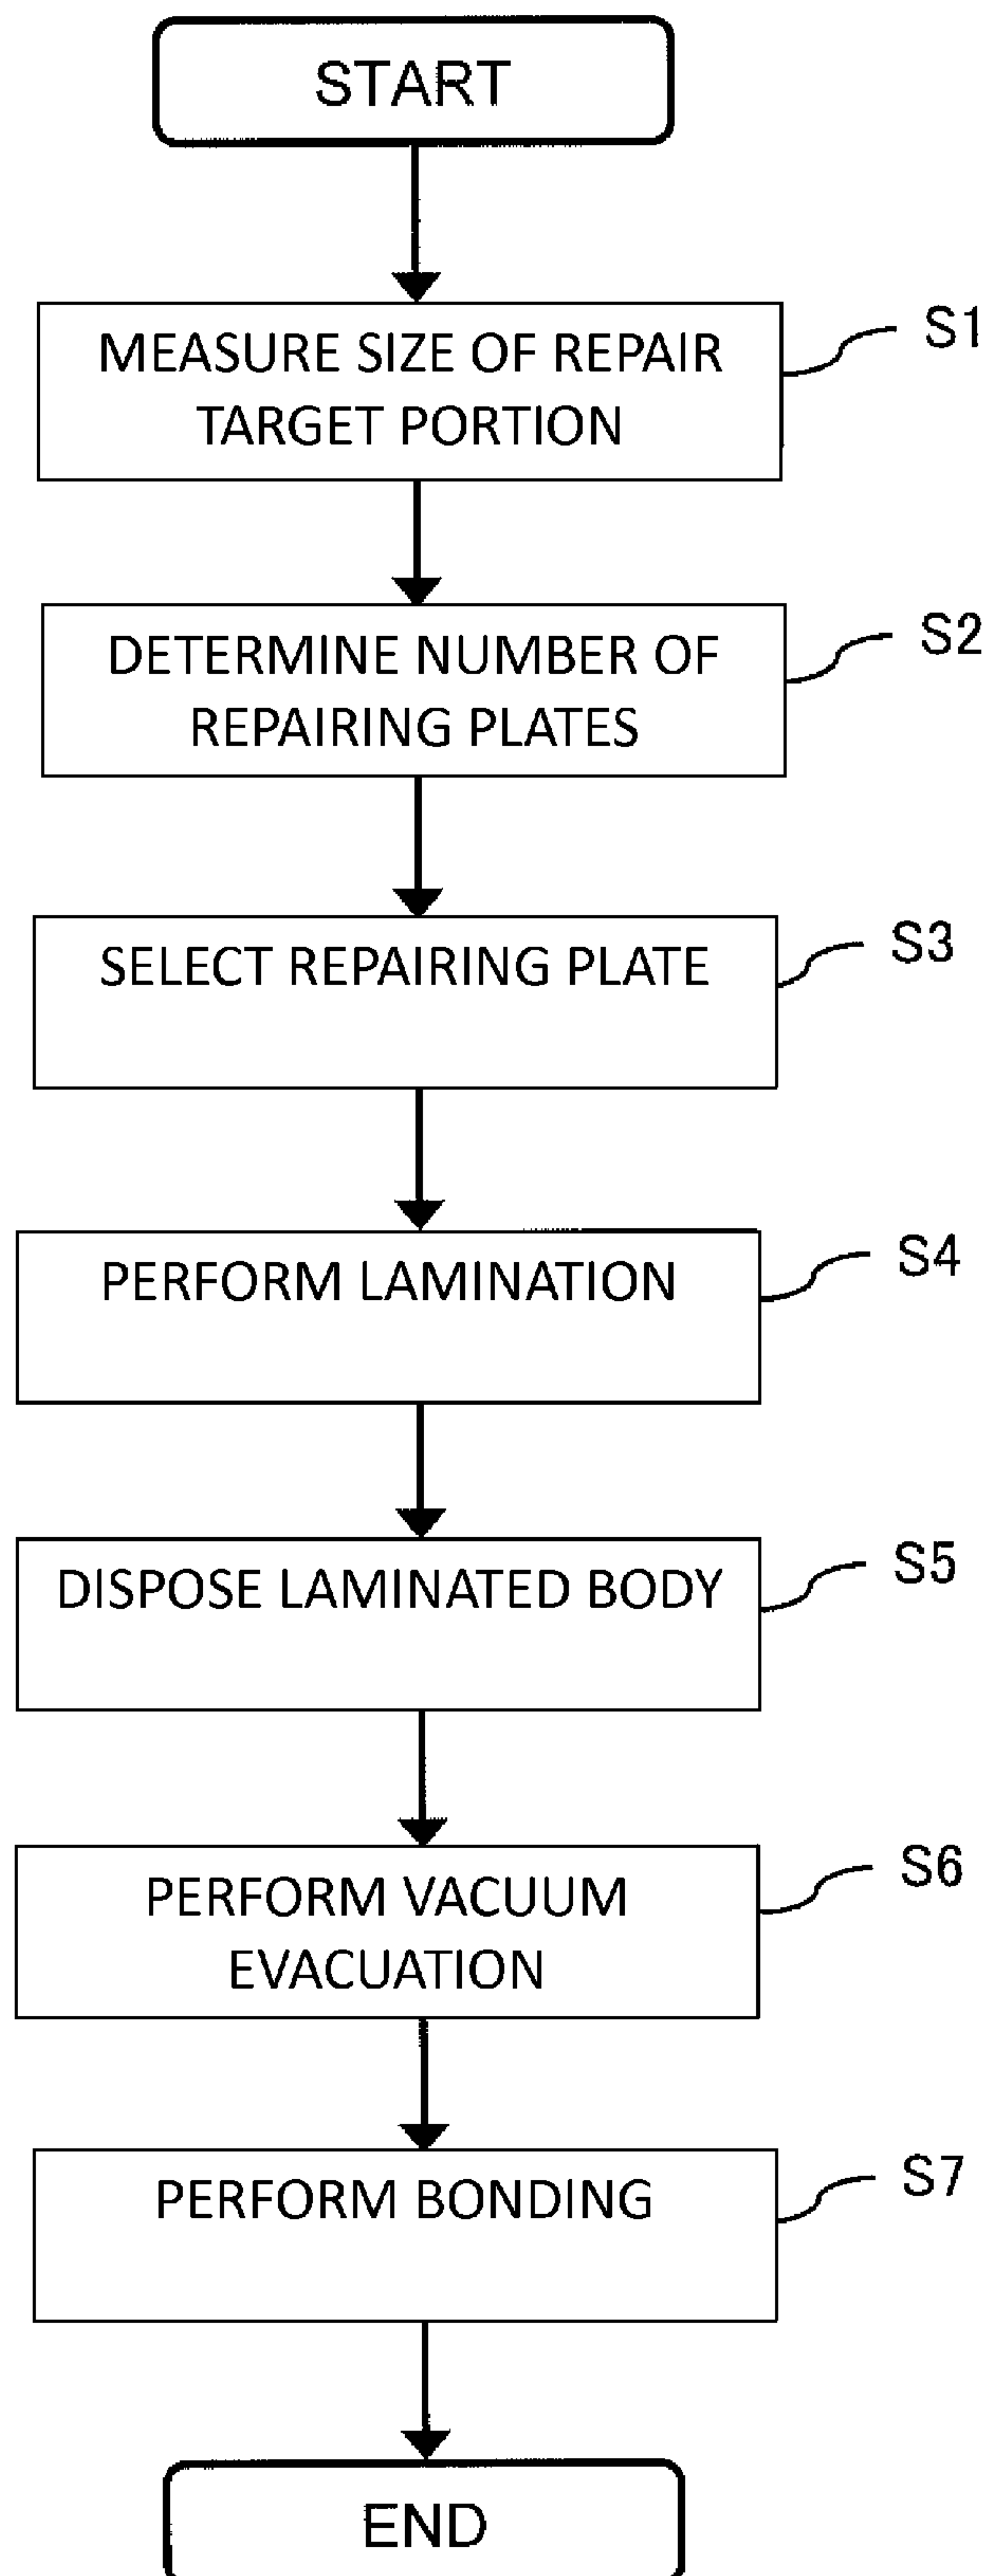 START
MEASURE SIZE OF REPAIR
TARGET PORTION
S1
DETERMINE NUMBER OF
REPAIRING PLATES
S2
SELECT REPAIRING PLATE
S3
PERFORM LAMINATION
S4
DISPOSE LAMINATED BODY
S5
PERFORM VACUUM
EVACUATION
S6
PERFORM BONDING
S7
END